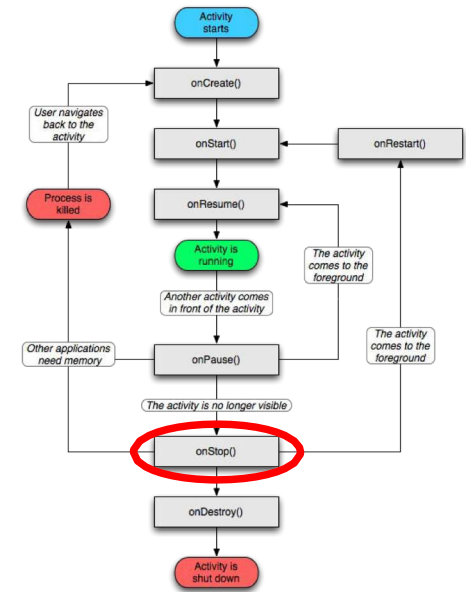 Activity
starts
onCreate()
User navigates
back to the
activity
onStart()
onRestart()
Process is
killed
onResume()
Activity is
running
The activity
comes to the
foreground
Another activity comes
in front of the activity
The activity
comes to the
foreground
Other applications
need memory
onPause()
The activity is no longer visible
onStop()
onDestroy()
Activity is
shut down